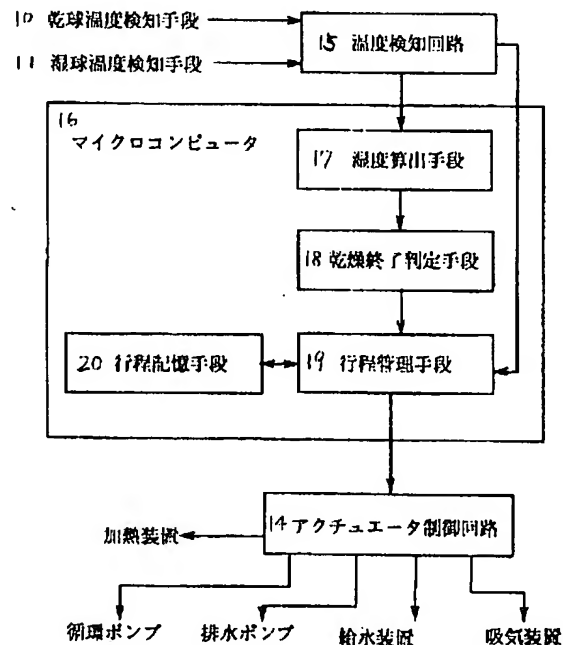 10 乾球温度検知手段
11 湿球温度検知手段
15 温度検知回路
16
マイクロコンピュータ
17 湿度算出手段
18 乾燥終了判定手段
20 行程記憶手段
19 行程管理手段
14 アクチュエータ制御回路
加熱装置
循環ポンプ
排水ポンプ
給水装置
吸気装置